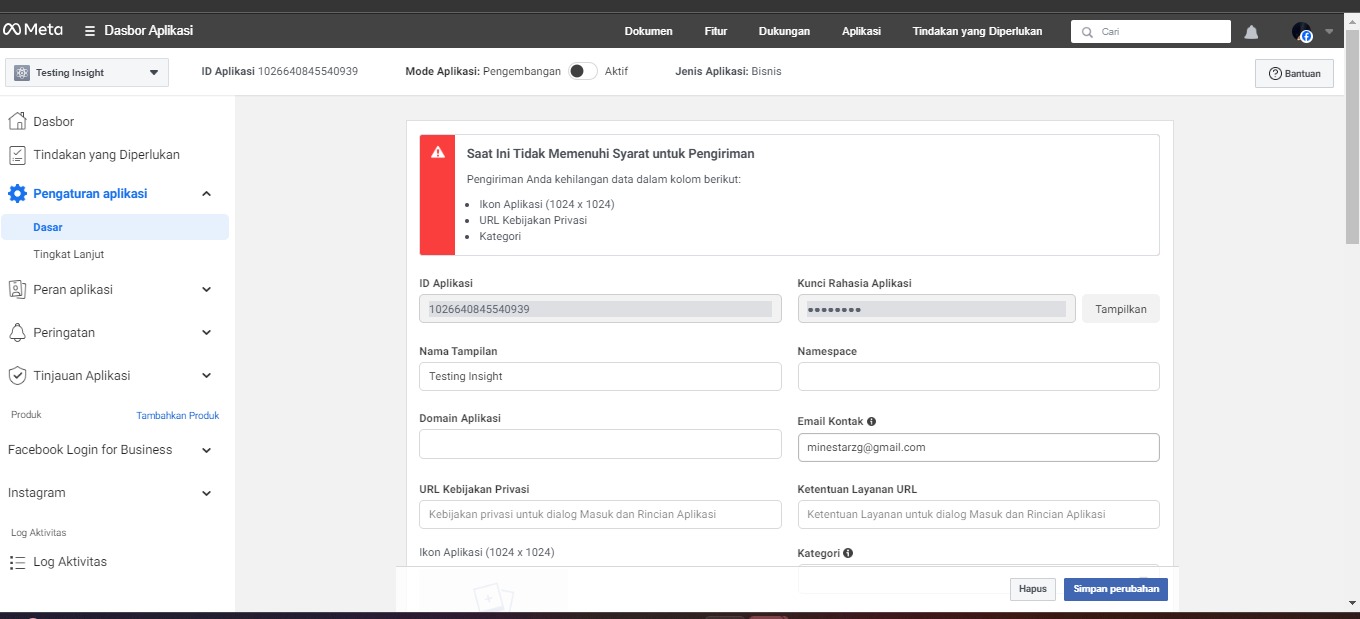 Meta
Dasbor Aplikasi
Dokumen
Fitur
Dukungan
Aplikasi
Tindakan yang Diperlukan
Cari
Testing Insight
ID Aplikasi 1026640845540939
Mode Aplikasi: Pengembangan
Aktif
Jenis Aplikasi: Bisnis
Bantuan
Dasbor
Tindakan yang Diperlukan
Pengaturan aplikasi
Dasar
Tingkat Lanjut
Peran aplikasi
Peringatan
Tinjauan Aplikasi
Produk
Tambahkan Produk
Facebook Login for Business
Instagram
Log Aktivitas
Log Aktivitas
Saat Ini Tidak Memenuhi Syarat untuk Pengiriman
Pengiriman Anda kehilangan data dalam kolom berikut:
• Ikon Aplikasi (1024 x 1024)
• URL Kebijakan Privasi
• Kategori
ID Aplikasi
1026640845540939
Kunci Rahasia Aplikasi
●●●●●●●●
Tampilkan
Nama Tampilan
Testing Insight
Namespace
Domain Aplikasi
Email Kontak
minestarzg@gmail.com
URL Kebijakan Privasi
Kebijakan privasi untuk dialog Masuk dan Rincian Aplikasi
Ketentuan Layanan URL
Ketentuan Layanan untuk dialog Masuk dan Rincian Aplikasi
Ikon Aplikasi (1024 x 1024)
Kategori
Hapus
Simpan perubahan